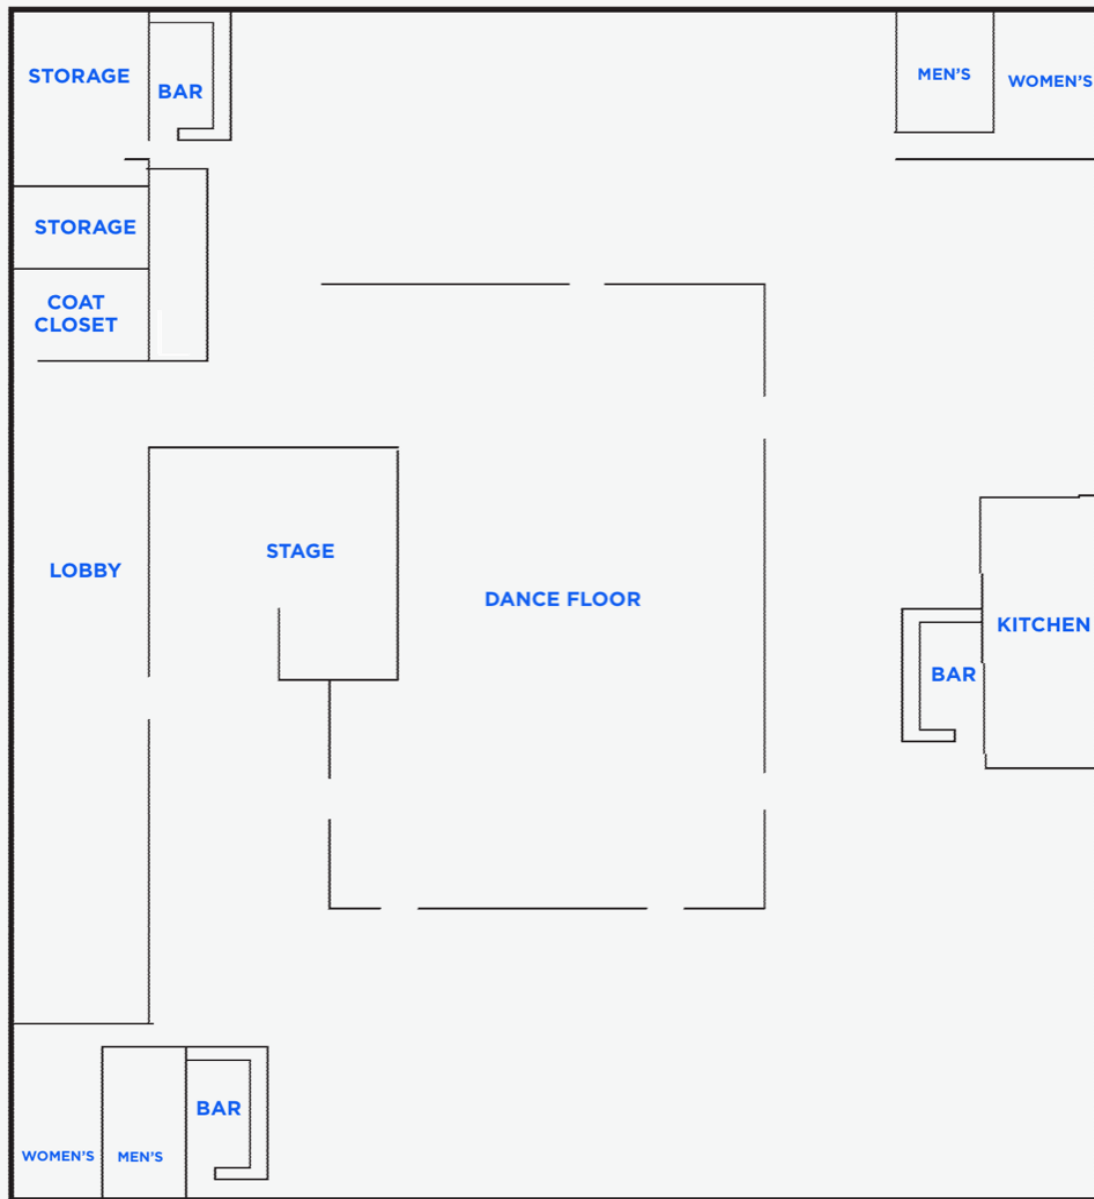 STORAGE
BAR
MEN'S
WOMEN'S
STORAGE
COAT
CLOSET
STAGE
LOBBY
DANCE FLOOR
KITCHEN
BAR
BAR
WOMEN'S
MEN'S